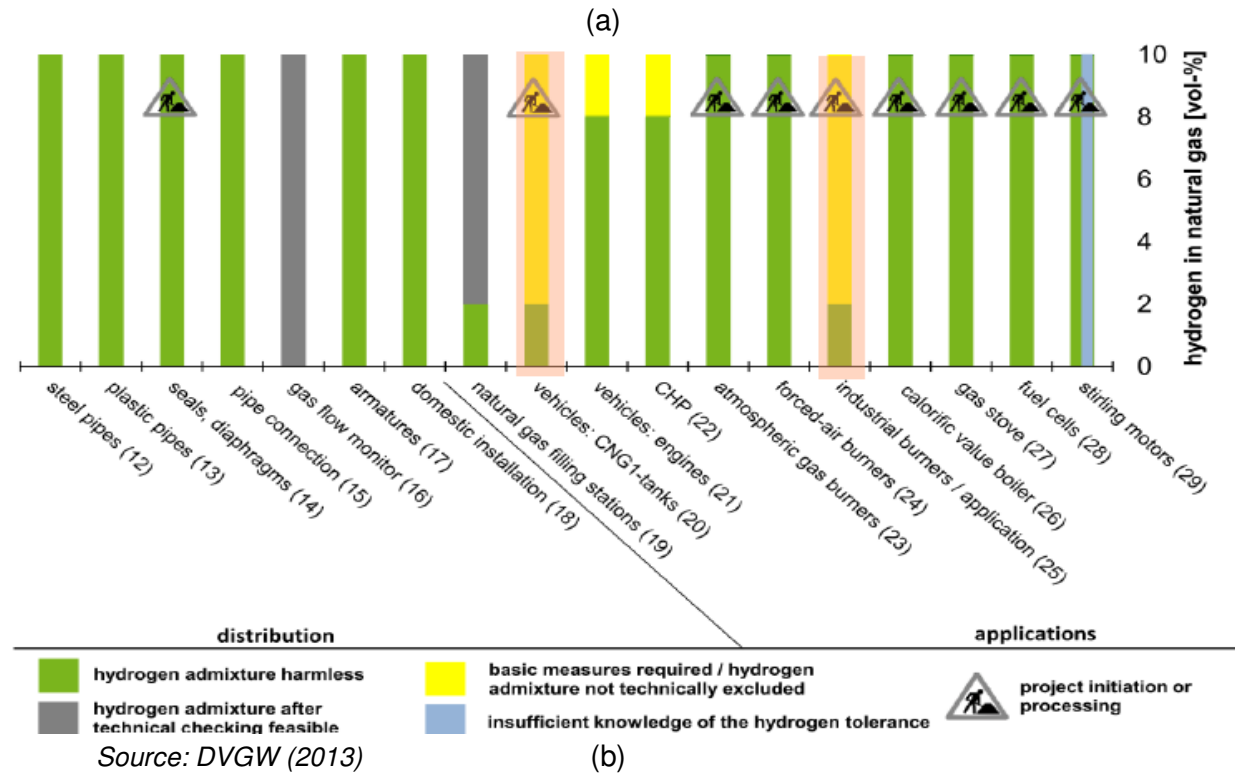 (a)
10
8
6
4
2
0
hydrogen in natural gas [vol-%]
steel pipes (12)
plastic pipes (13)
seals, diaphragms (14)
pipe connection (15)
gas flow monitor (16)
armatures (17)
domestic installation (18)
natural gas filling stations (19)
vehicles: CNG1-tanks (20)
vehicles: engines (21)
CHP (22)
atmospheric gas burners (23)
forced-air burners (24)
industrial burners / application (25)
calorific value boiler (26)
gas stove (27)
fuel cells (28)
stirling motors (29)
distribution
applications
hydrogen admixture harmless
hydrogen admixture after
technical checking feasible
basic measures required / hydrogen
admixture not technically excluded
insufficient knowledge of the hydrogen tolerance
project initiation or
processing
Source: DVGW (2013)
(b)